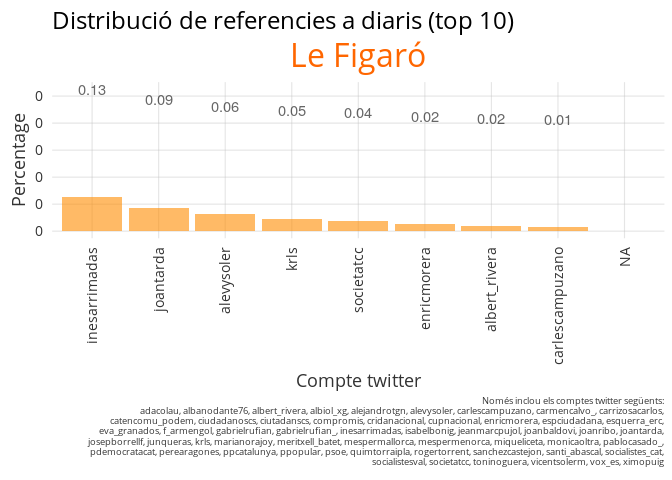 Distribució de referencies a diaris (top 10)
Le Figaró
Percentage
0
0
0
0
0
0
0.13
0.09
0.06
0.05
0.04
0.02
0.02
0.01
inesarrimadas
joantarda
alevysoler
krls
societatcc
enricmorera
albert_rivera
carlescampuzano
NA
Compte twitter
Només inclou els comptes twitter següents:
adacolau, albanodante76, albert_rivera, albiol_xg, alejandrotgn, alevysoler, carlescampuzano, carmencalvo_, carrizosacarlos,
catencomu_podem, ciudadanoscs, ciutadanscs, compromis, cridanacional, cupnacional, enricmorera, espciudadana, esquerra_erc,
eva_granados, f_armengol, gabrielrufian, gabrielrufian_, inesarrimadas, isabelbonig, jeanmarcpujol, joanbaldovi, joanribo, joantarda,
josepborrellf, junqueras, krls, marianorajoy, meritxell_batet, mespermallorca, mespermenorca, miqueliceta, monicaoltra, pablocasado_,
pdemocratacat, perearagones, ppcatalunya, ppopular, psoe, quimtorraipla, rogertorrent, sanchezcastejon, santi_abascal, socialistes_cat,
socialistesval, societatcc, toninoguera, vicentsolerm, vox_es, ximopuig